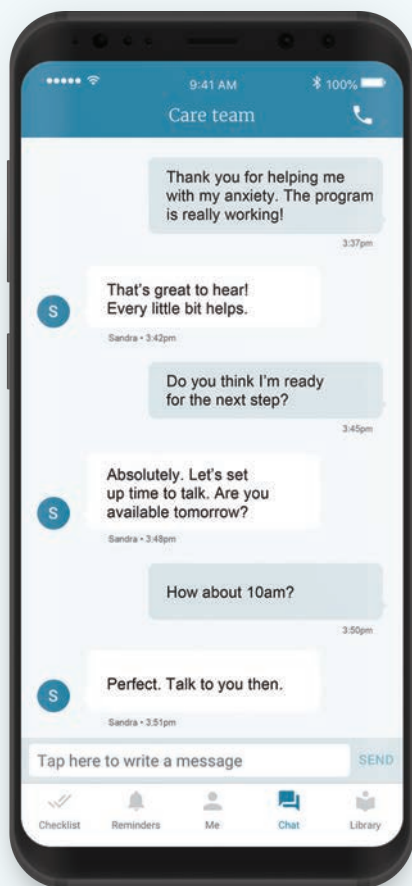 9:41 AM
100%
Care team
Thank you for helping me
with my anxiety. The program
is really working!
3:37pm
That's great to hear!
Every little bit helps.
S
Sandra • 3:42pm
Do you think I'm ready
for the next step?
3:45pm
Absolutely. Let's set
up time to talk. Are you
available tomorrow?
S
Sandra • 3:48pm
How about 10am?
3:50pm
Perfect. Talk to you then.
S
Sandra • 3:51pm
Tap here to write a message
SEND
Checklist
Reminders
Me
Chat
Library